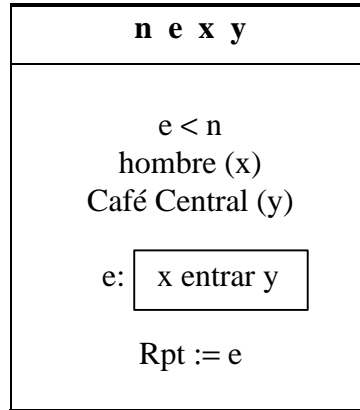 n e x y
e < n
hombre (x)
Café Central (y)
e: x entrar y
Rpt := e